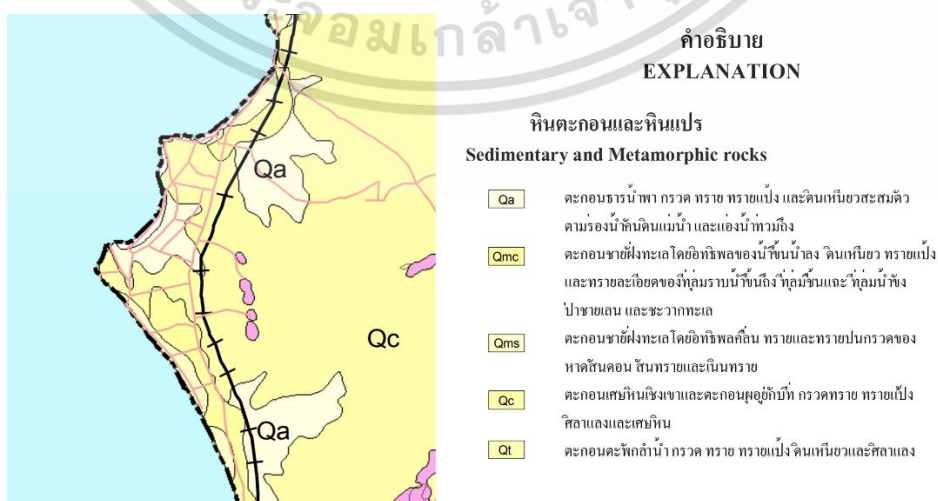 ระจอมเกล้าเจ้า
Qa
Qc
Qa
คำอธิบาย
EXPLANATION
หินตะกอนและหินแปร
Sedimentary and Metamorphic rocks
Qa ตะกอนธารน้ำพา กรวด ทราย ทรายแป้ง และดินเหนียวสะสมตัว
ตามร่องน้ำคันดินแม่น้ำ และแอ่งน้ำท่วมถึง
Qmc ตะกอนชายฝั่งทะเลโดยอิทธิพลของน้ำขึ้นน้ำลง ดินเหนียว ทรายแป้ง
และทรายละเอียดของที่ลุ่มราบน้ำขึ้นถึง ที่ลุ่มชื้นแฉะ ที่ลุ่มน้ำขัง
ป่าชายเลน และชะวากทะเล
Qms ตะกอนชายฝั่งทะเลโดยอิทธิพลคลื่น ทรายและทรายปนกรวดของ
หาดสันดอน สันทรายและเนินทราย
Qc ตะกอนเศษหินเชิงเขาและตะกอนผุอยู่กับที่ กรวดทราย ทรายแป้ง
ศิลาแลงและเศษหิน
Qt ตะกอนตะพักลำน้ำ กรวด ทราย ทรายแป้ง ดินเหนียวและศิลาแลง